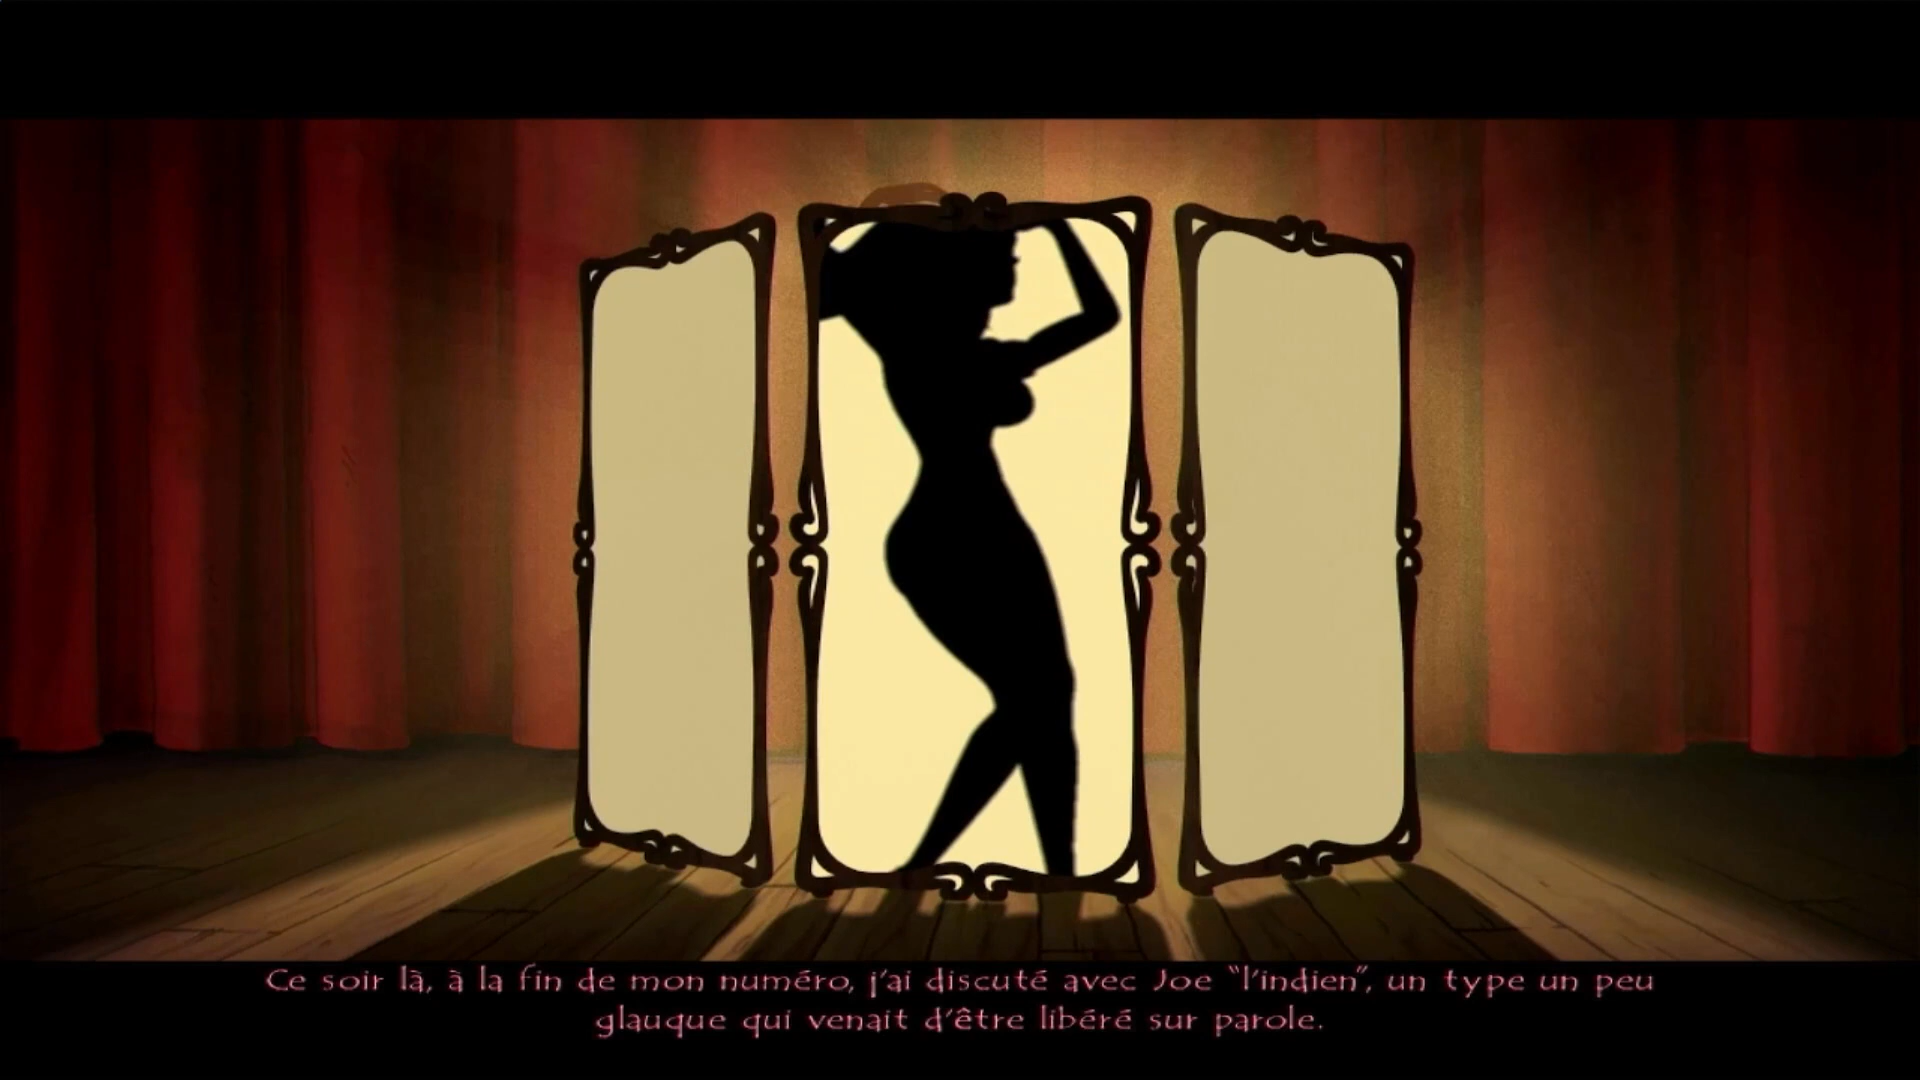 Ce soir là, à la fin de mon numéro, j'ai discuté avec Joe "l'indien", un type un peu
glauque qui venait d'être libéré sur parole.